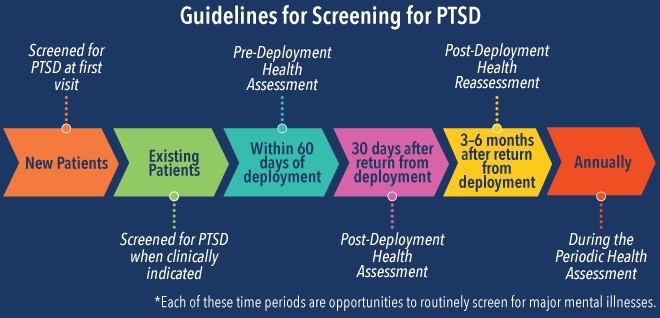 Guidelines for Screening for PTSD
Screened for
PTSD at first
visit
Pre-Deployment
Health
Assessment
Post-Deployment
Health
Reassessment
New Patients
Existing
Patients
Within 60
days of
deployment
30 days after
return from
deployment
3–6 months
after return
from
deployment
Annually
Screened for PTSD
when clinically
indicated
Post-Deployment
Health
Assessment
During the
Periodic Health
Assessment
*Each of these time periods are opportunities to routinely screen for major mental illnesses.